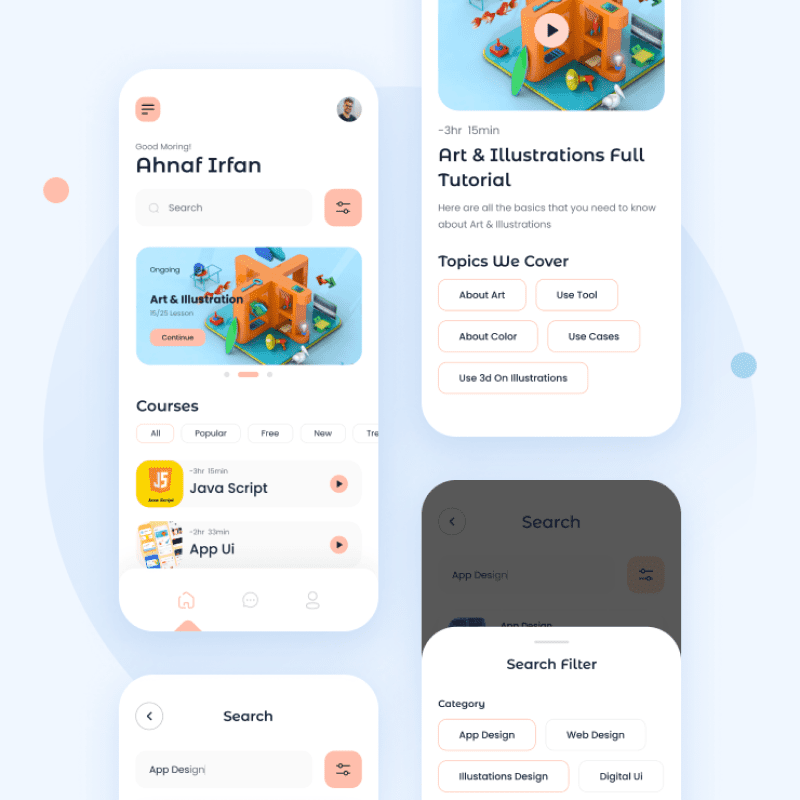 Good Moring!
Ahnaf Irfan
Search
Ongoing
Art & Illustration
15/25 Lesson
Continue
Courses
All
Popular
Free
New
Tre
JS
Java Script
~3hr 15min
Java Script
~2hr 33min
App Ui
Search
App Design
~3hr 15min
Art & Illustrations Full
Tutorial
Here are all the basics that you need to know
about Art & Illustrations
Topics We Cover
About Art
Use Tool
About Color
Use Cases
Use 3d On Illustrations
Search
App Design
App Design
Search Filter
Category
App Design
Web Design
Illustations Design
Digital Ui